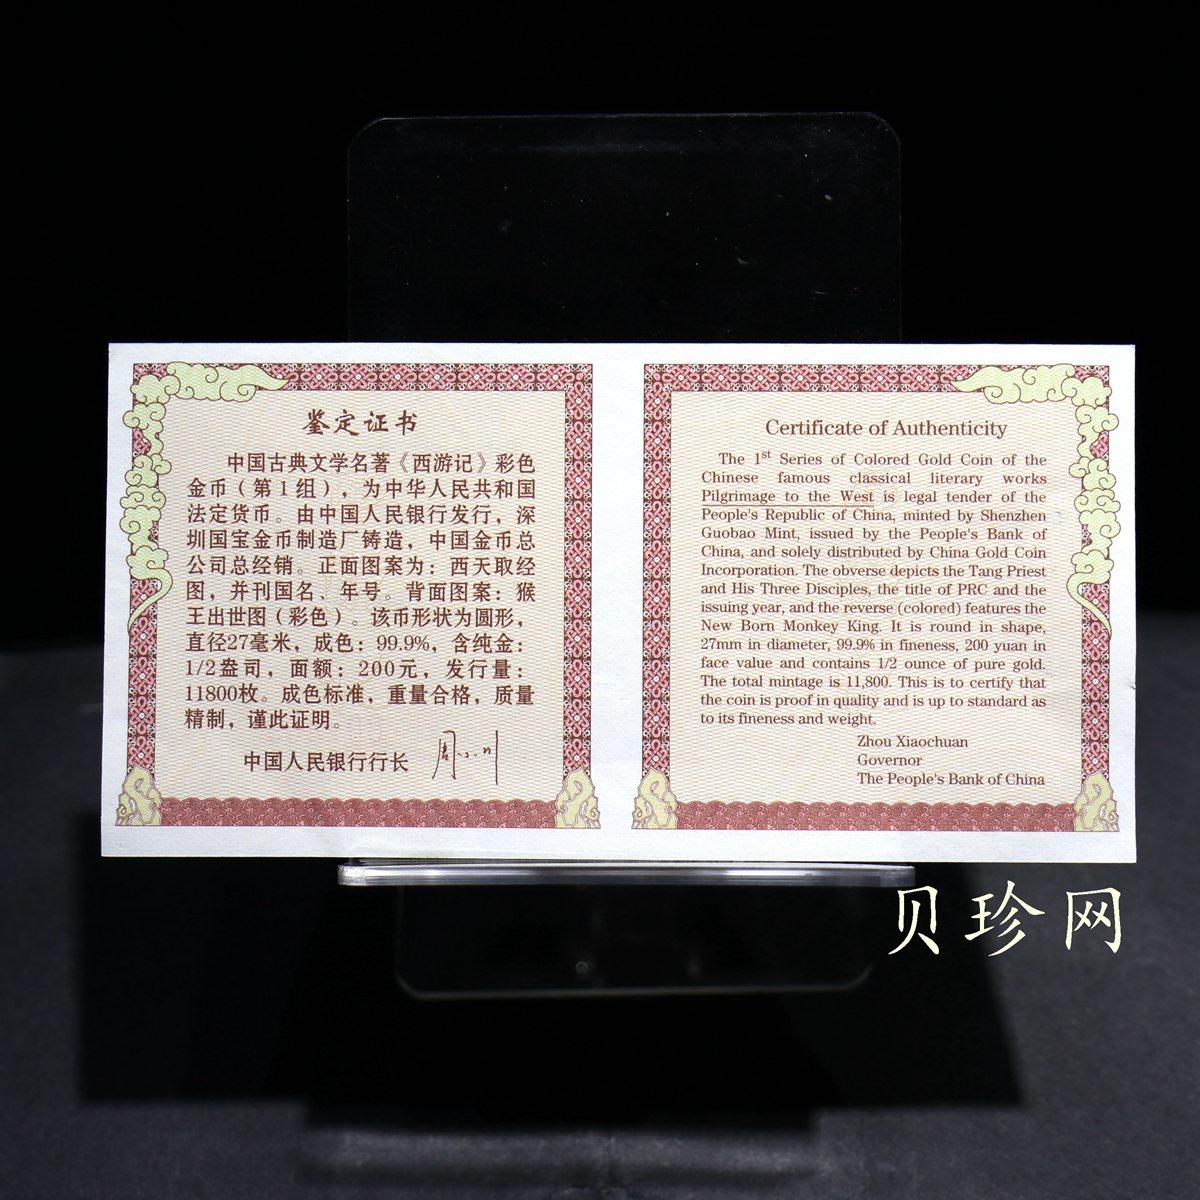 鉴定证书
中国古典文学名著《西游记》彩色
金币（第1组），为中华人民共和国
法定货币。由中国人民银行发行，深
圳国宝金币制造厂铸造，中国金币总
公司总经销。正面图案为：西天取经
图，并刊国名、年号。背面图案：猴
王出世图（彩色）。该币形状为圆形，
直径27毫米，成色：99.9%，含纯金：
1/2盎司，面额：200元，发行量：
11800枚。成色标准，重量合格，质量
精制，谨此证明。
中国人民银行行长 周小川
Certificate of Authenticity
The 1st Series of Colored Gold Coin of the
Chinese famous classical literary works
Pilgrimage to the West is legal tender of the
People's Republic of China, minted by Shenzhen
Guobao Mint, issued by the People's Bank of
China, and solely distributed by China Gold Coin
Incorporation. The obverse depicts the Tang Priest
and His Three Disciples, the title of PRC and the
issuing year, and the reverse (colored) features the
New Born Monkey King. It is round in shape,
27mm in diameter, 99.9% in fineness, 200 yuan in
face value and contains 1/2 ounce of pure gold.
The total mintage is 11,800. This is to certify that
the coin is proof in quality and is up to standard as
to its fineness and weight.
Zhou Xiaochuan
Governor
The People's Bank of China
贝珍网